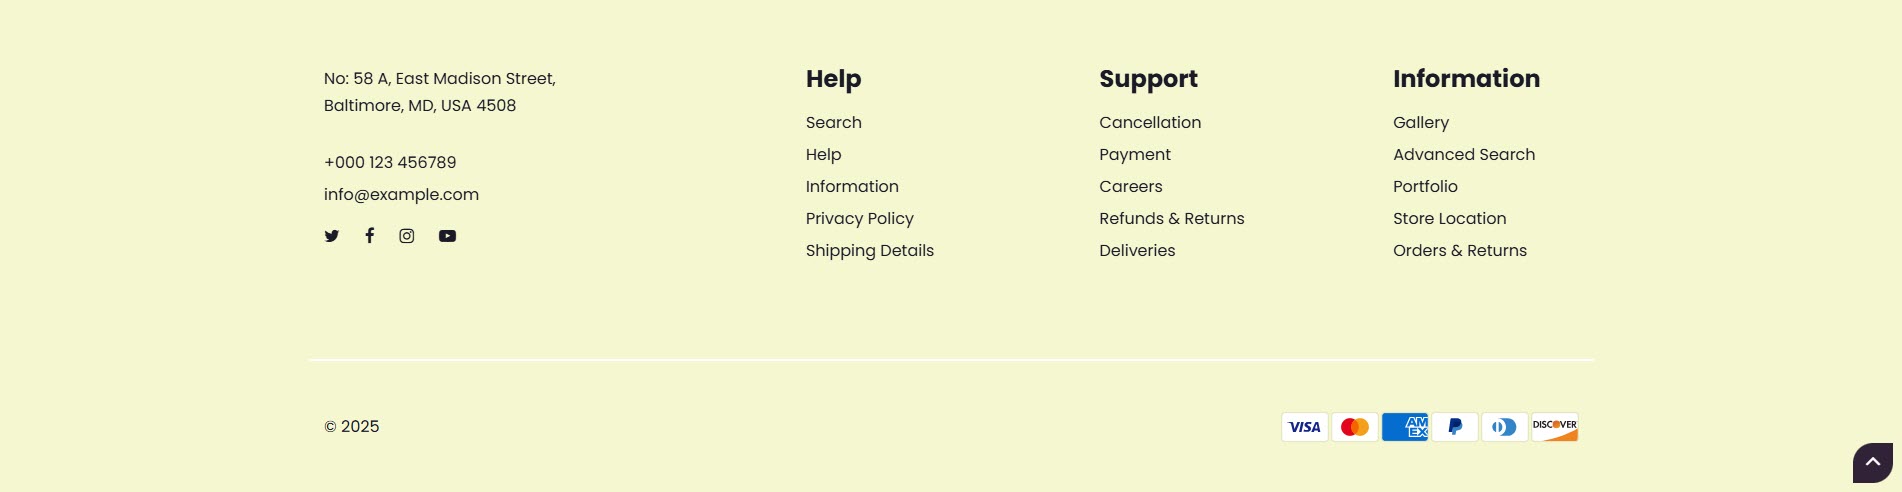 No: 58 A, East Madison Street,
Baltimore, MD, USA 4508
+000 123 456789
info@example.com
Help
Search
Help
Information
Privacy Policy
Shipping Details
Support
Cancellation
Payment
Careers
Refunds & Returns
Deliveries
Information
Gallery
Advanced Search
Portfolio
Store Location
Orders & Returns
© 2025
VISA
AM
EX
DISCOVER